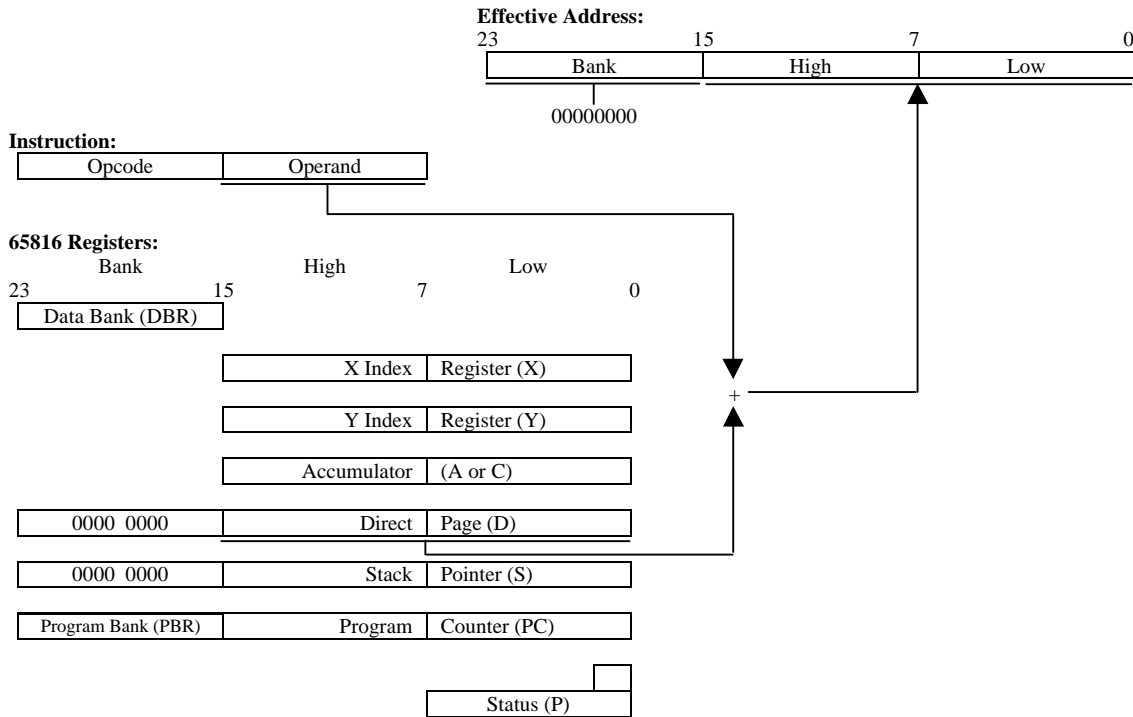 Effective Address:
23 15 7 0
Bank High Low
00000000
Instruction:
Opcode Operand
65816 Registers:
Bank High Low
23 15 7 0
Data Bank (DBR)
X Index Register (X)
+
Y Index Register (Y)
Accumulator (A or C)
0000 0000 Direct Page (D)
0000 0000 Stack Pointer (S)
Program Bank (PBR) Program Counter (PC)
Status (P)